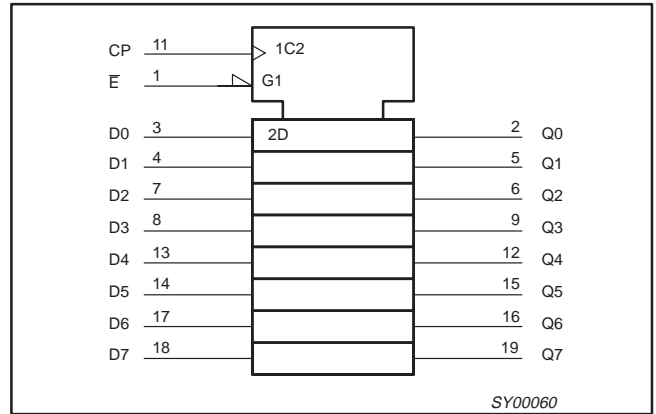 CP 11 1C2
E̅ 1 G1
D0 3 2D 2 Q0
D1 4 5 Q1
D2 7 6 Q2
D3 8 9 Q3
D4 13 12 Q4
D5 14 15 Q5
D6 17 16 Q6
D7 18 19 Q7
SY00060